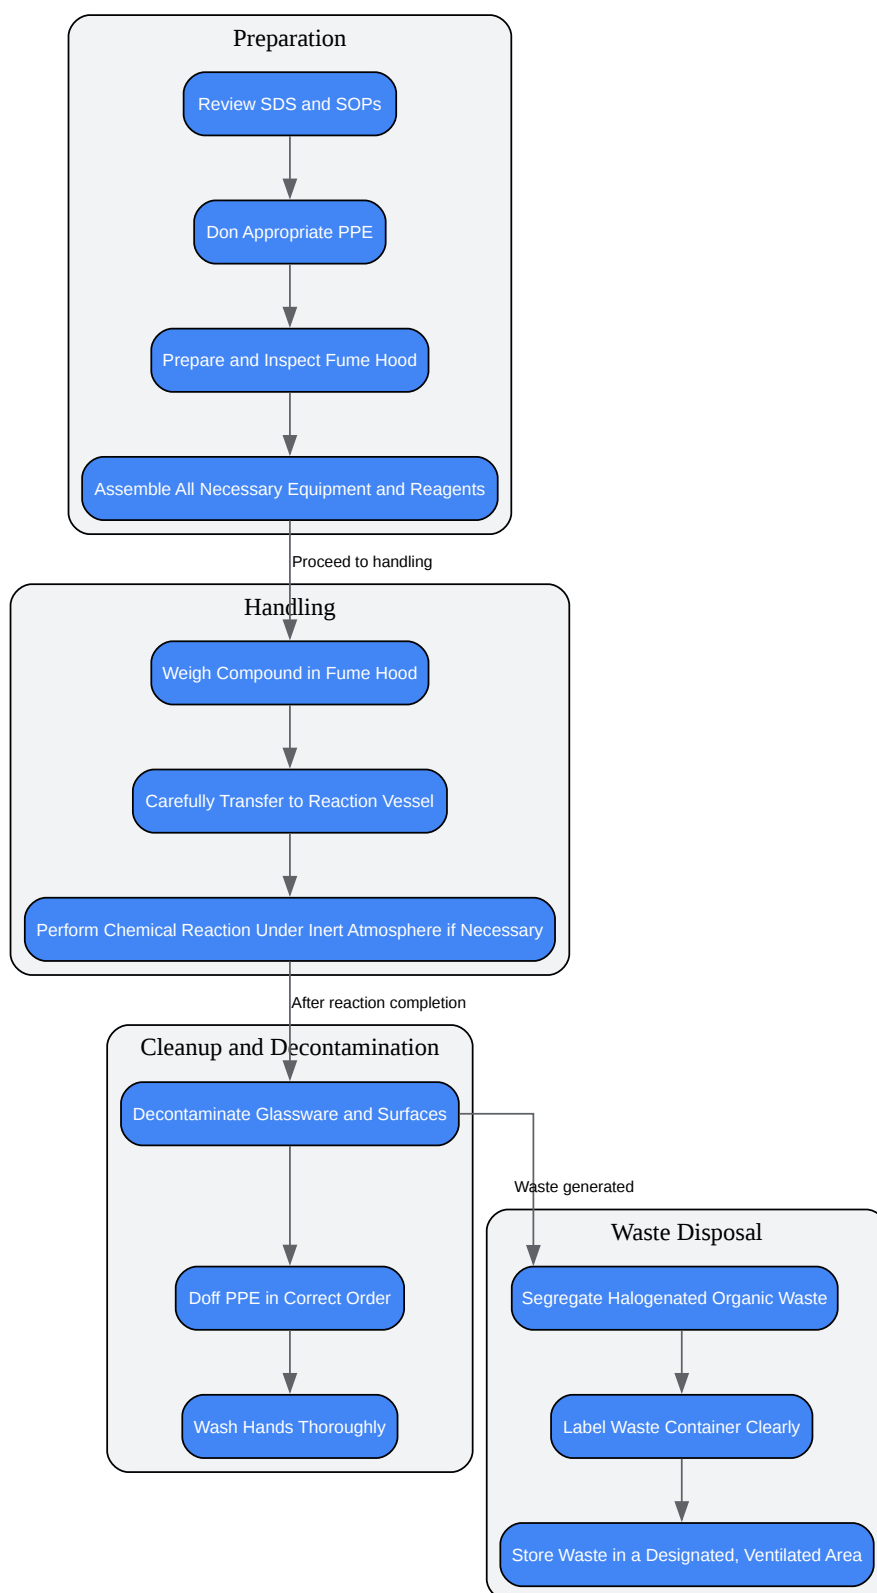 Preparation
Review SDS and SOPs
Don Appropriate PPE
Prepare and Inspect Fume Hood
Assemble All Necessary Equipment and Reagents
Proceed to handling
Handling
Weigh Compound in Fume Hood
Carefully Transfer to Reaction Vessel
Perform Chemical Reaction Under Inert Atmosphere if Necessary
After reaction completion
Cleanup and Decontamination
Decontaminate Glassware and Surfaces
Waste generated
Waste Disposal
Doff PPE in Correct Order
Segregate Halogenated Organic Waste
Wash Hands Thoroughly
Label Waste Container Clearly
Store Waste in a Designated, Ventilated Area